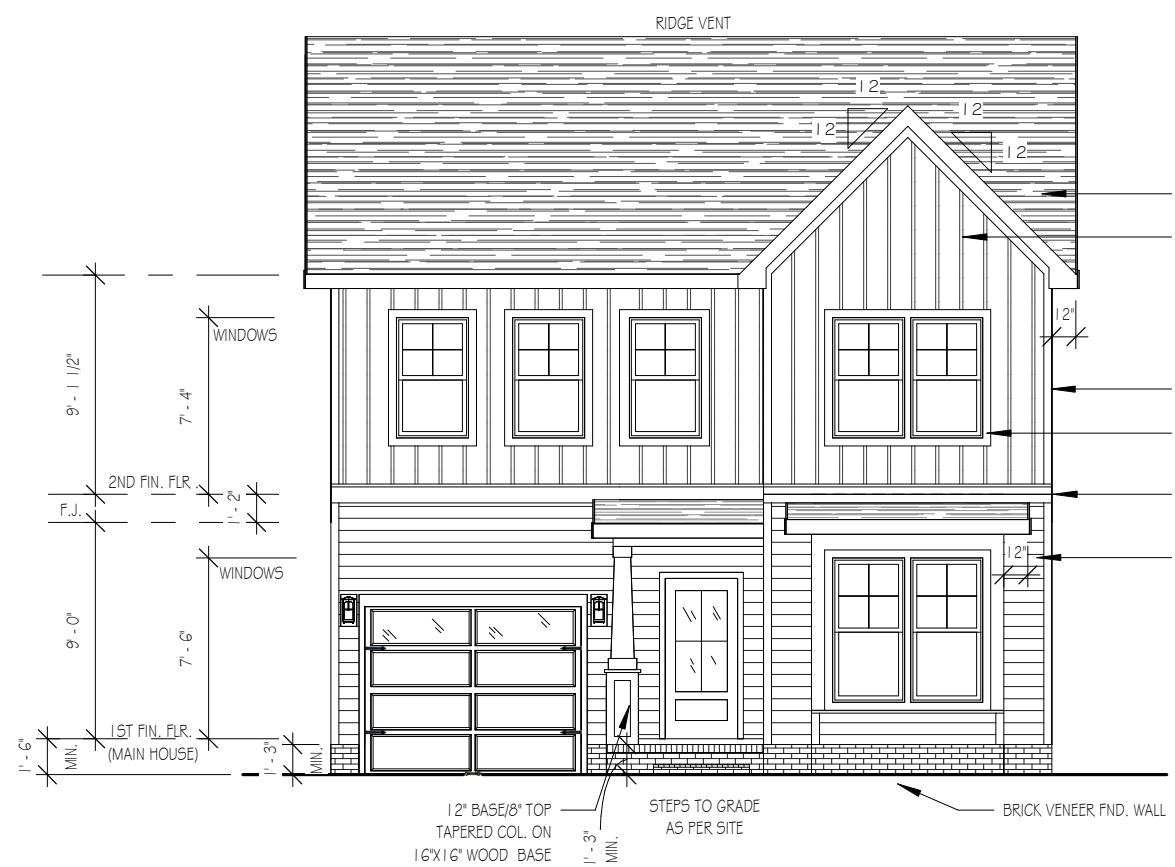 RIDGE VENT
12
12
12
12
WINDOWS
12"
9' - 1 1/2"
7' - 4"
2ND FIN. FLR.
F.J.
1' - 2"
WINDOWS
12"
9' - 0"
7' - 6"
1ST FIN. FLR.
(MAIN HOUSE)
1' - 6"
MIN.
1' - 3"
MIN.
12" BASE/8" TOP
TAPERED COL. ON
16"X16" WOOD BASE
1' - 3"
MIN.
STEPS TO GRADE
AS PER SITE
BRICK VENEER FND. WALL